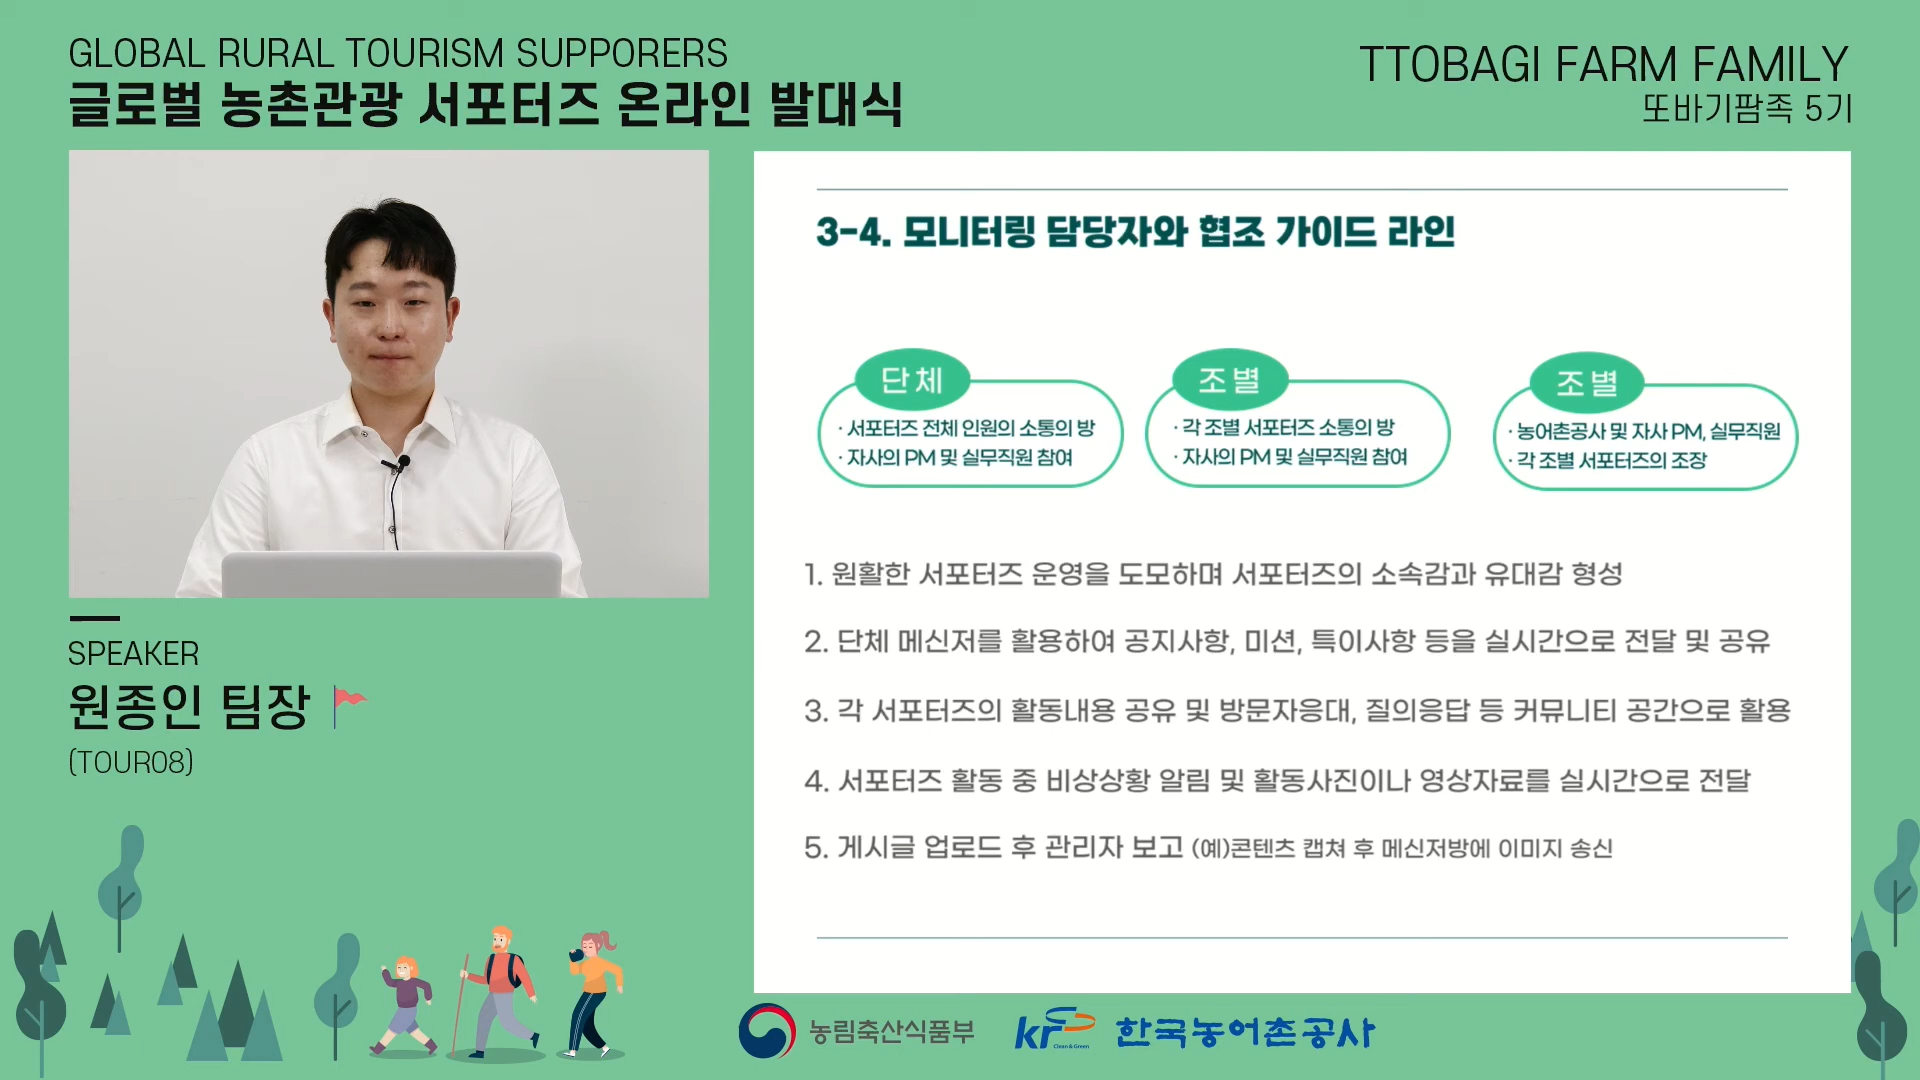 GLOBAL RURAL TOURISM SUPPORERS
글로벌 농촌관광 서포터즈 온라인 발대식
TTOBAGI FARM FAMILY
또바기팜족 5기
SPEAKER
원종인 팀장
(TOUR08)
3-4. 모니터링 담당자와 협조 가이드 라인
단체
· 서포터즈 전체 인원의 소통의 방
· 자사의 PM 및 실무직원 참여
조별
· 각 조별 서포터즈 소통의 방
· 자사의 PM 및 실무직원 참여
조별
· 농어촌공사 및 자사 PM, 실무직원
· 각 조별 서포터즈의 조장
1. 원활한 서포터즈 운영을 도모하며 서포터즈의 소속감과 유대감 형성
2. 단체 메신저를 활용하여 공지사항, 미션, 특이사항 등을 실시간으로 전달 및 공유
3. 각 서포터즈의 활동내용 공유 및 방문자응대, 질의응답 등 커뮤니티 공간으로 활용
4. 서포터즈 활동 중 비상상황 알림 및 활동사진이나 영상자료를 실시간으로 전달
5. 게시글 업로드 후 관리자 보고 (예)콘텐츠 캡쳐 후 메신저방에 이미지 송신
농림축산식품부
kr
Clean & Green
한국농어촌공사